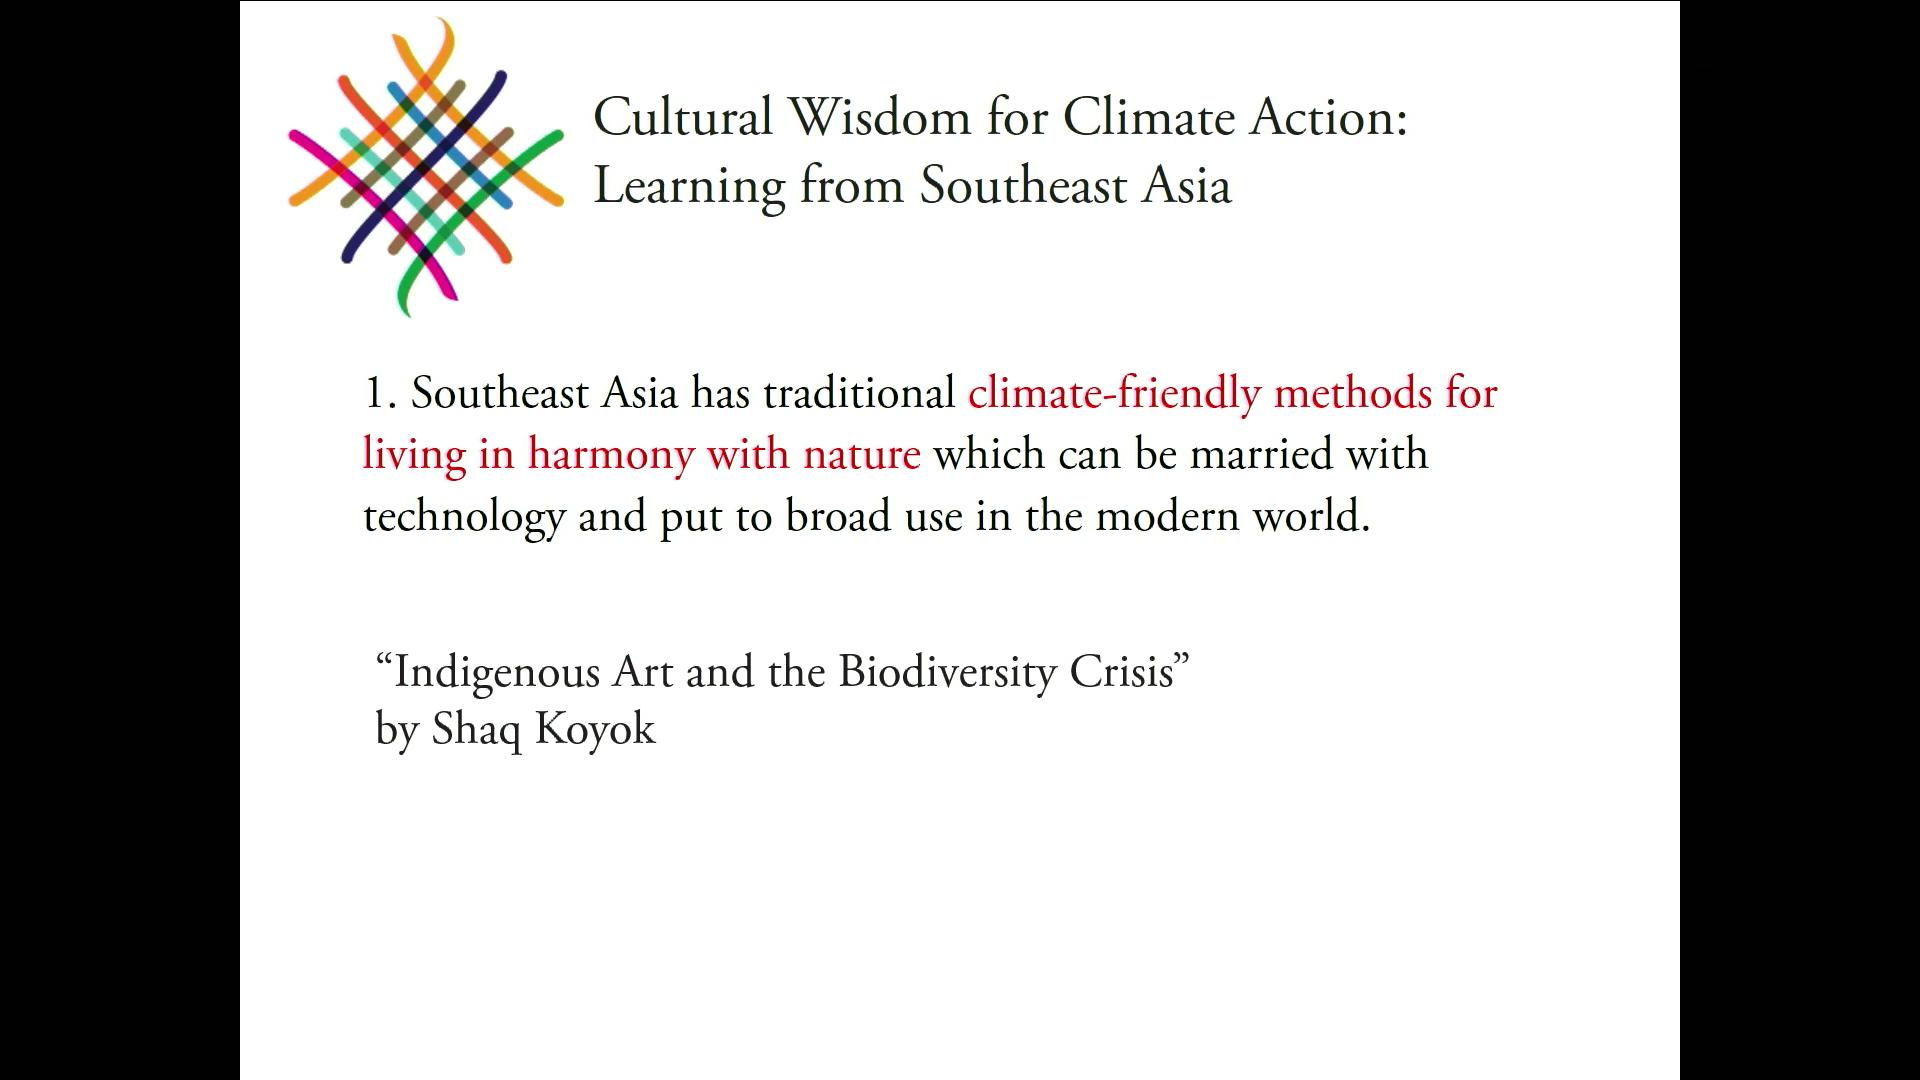 Cultural Wisdom for Climate Action:
Learning from Southeast Asia
1. Southeast Asia has traditional climate-friendly methods for
living in harmony with nature which can be married with
technology and put to broad use in the modern world.
“Indigenous Art and the Biodiversity Crisis”
by Shaq Koyok